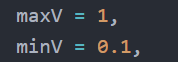 maxV = 1,
minV = 0.1,